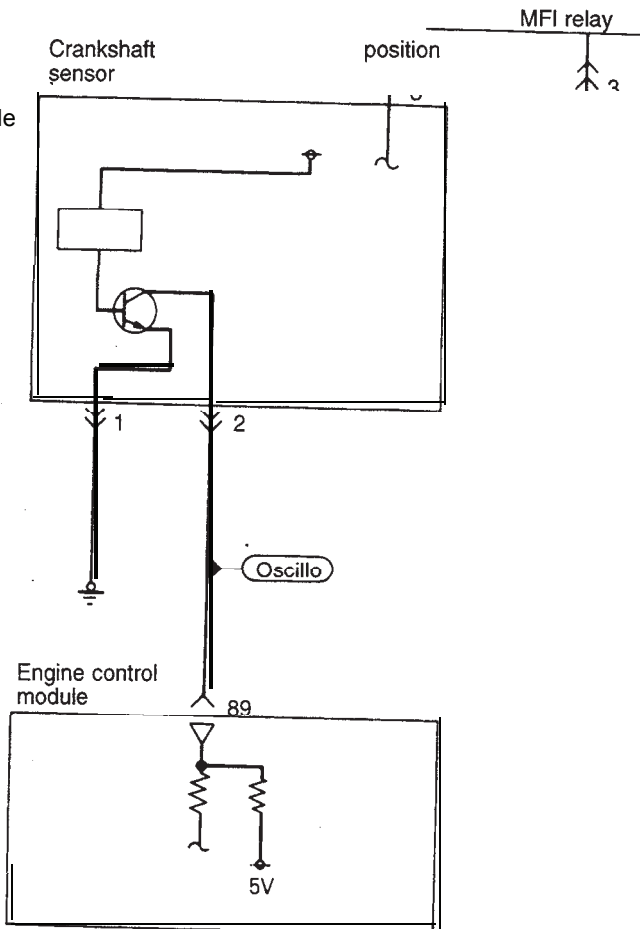 MFI relay
Crankshaft position
sensor
1
2
Oscillo
Engine control
module
89
5V